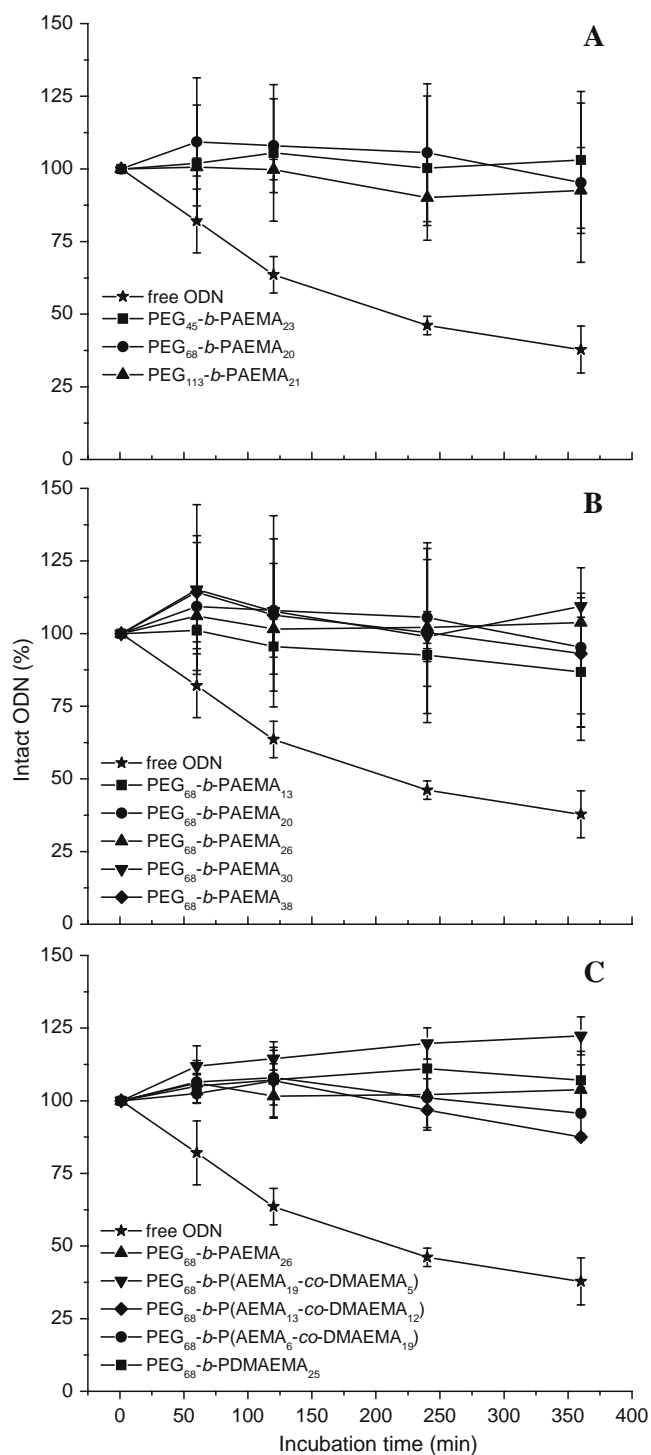 A
150
125
100
75
50
25
0
free ODN
PEG₄₅-b-PAEMA₂₃
PEG₆₈-b-PAEMA₂₀
PEG₁₁₃-b-PAEMA₂₁
B
150
125
100
75
50
25
0
Intact ODN (%)
free ODN
PEG₆₈-b-PAEMA₁₃
PEG₆₈-b-PAEMA₂₀
PEG₆₈-b-PAEMA₂₆
PEG₆₈-b-PAEMA₃₀
PEG₆₈-b-PAEMA₃₈
C
150
125
100
75
50
25
0
free ODN
PEG₆₈-b-PAEMA₂₆
PEG₆₈-b-P(AEMA₁₉-co-DMAEMA₅)
PEG₆₈-b-P(AEMA₁₃-co-DMAEMA₁₂)
PEG₆₈-b-P(AEMA₆-co-DMAEMA₁₉)
PEG₆₈-b-PDMAEMA₂₅
0 50 100 150 200 250 300 350 400
Incubation time (min)